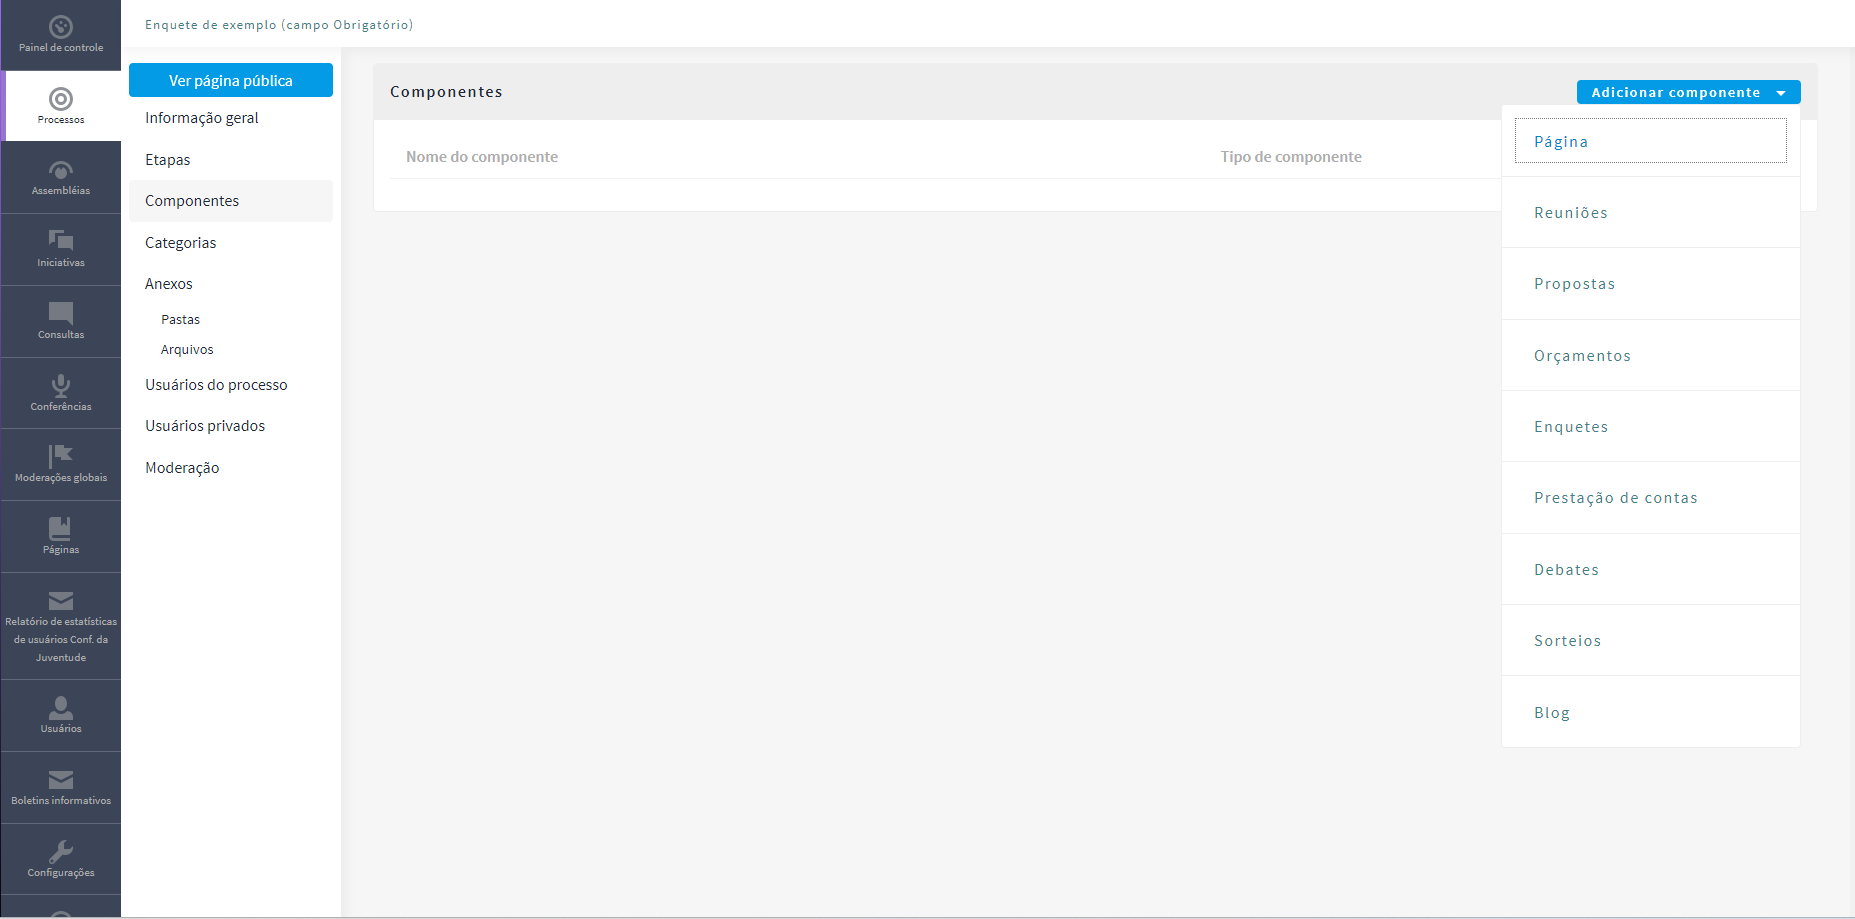 Painel de controle
Processos
Assembléias
Iniciativas
Consultas
Conferências
Moderações globais
Páginas
Relatório de estatísticas
de usuários Conf. da
Juventude
Usuários
Boletins informativos
Configurações
Enquete de exemplo (campo Obrigatório)
Ver página pública
Informação geral
Etapas
Componentes
Categorias
Anexos
Pastas
Arquivos
Usuários do processo
Usuários privados
Moderação
Componentes
Adicionar componente
Nome do componente
Tipo de componente
Página
Reuniões
Propostas
Orçamentos
Enquetes
Prestação de contas
Debates
Sorteios
Blog